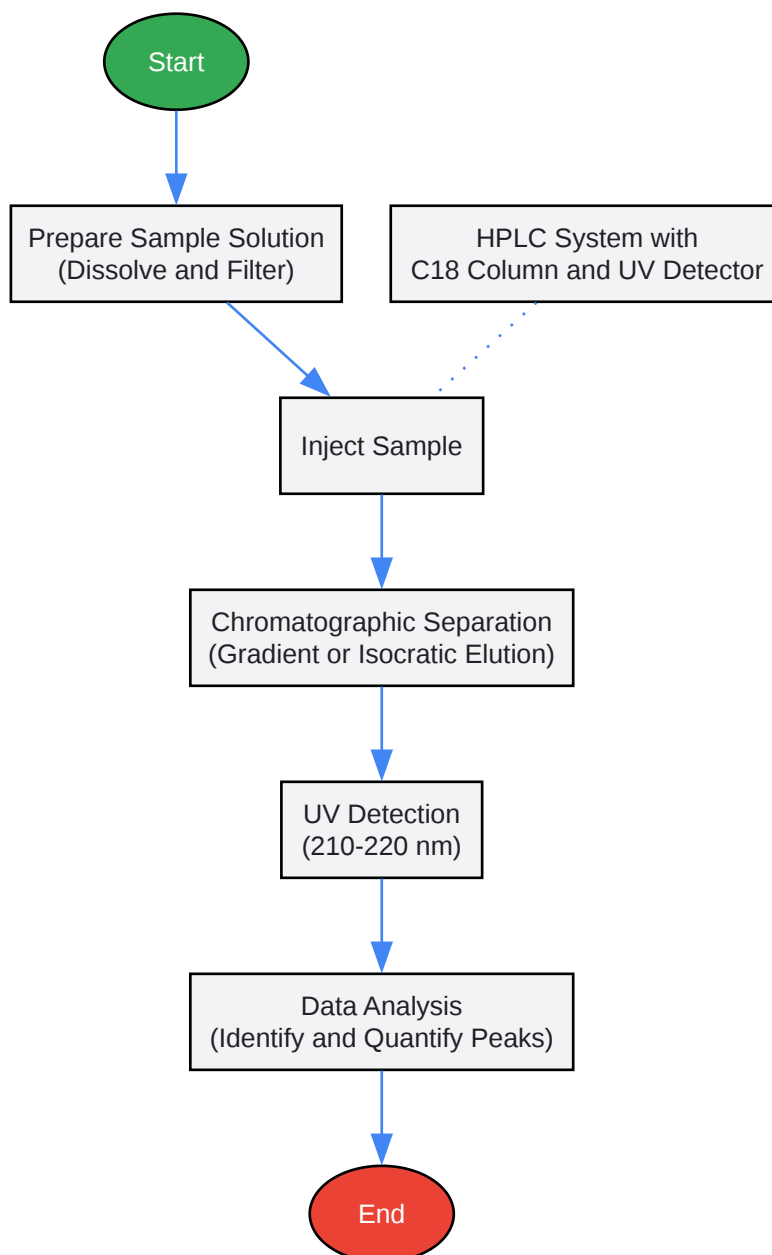 Start
Prepare Sample Solution
(Dissolve and Filter)
HPLC System with
C18 Column and UV Detector
Inject Sample
Chromatographic Separation
(Gradient or Isocratic Elution)
UV Detection
(210-220 nm)
Data Analysis
(Identify and Quantify Peaks)
End